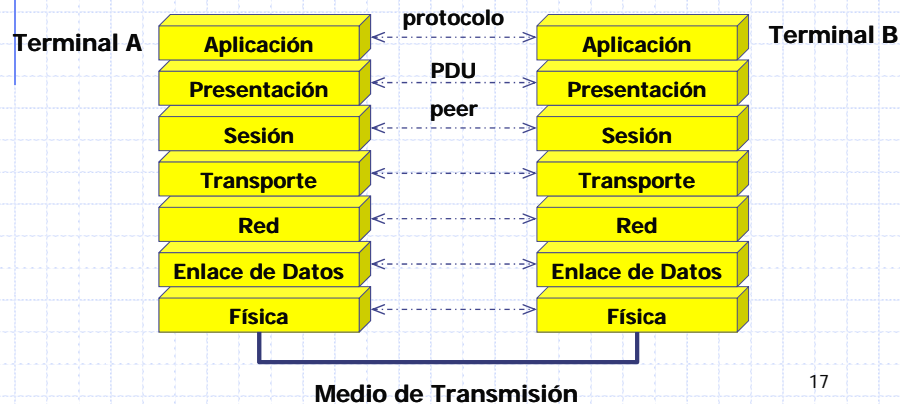 protocolo
Terminal A
Aplicación
Aplicación
Terminal B
PDU
Presentación
Presentación
peer
Sesión
Sesión
Transporte
Transporte
Red
Red
Enlace de Datos
Enlace de Datos
Física
Física
Medio de Transmisión
17